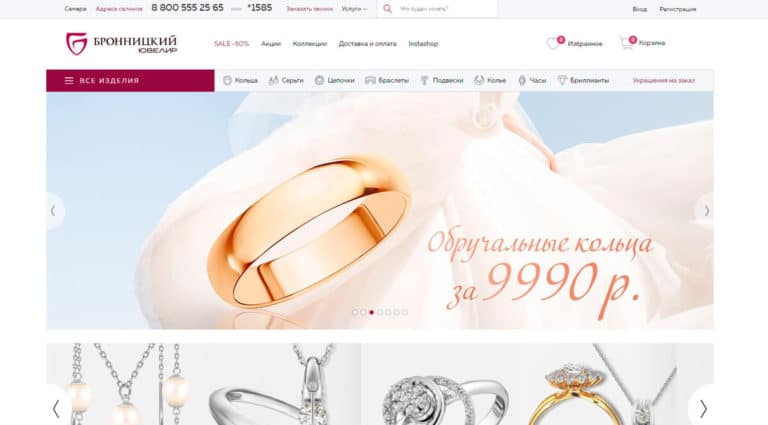 Самара Адреса салонов 8 800 555 25 65 или *1585 Заказать звонок Услуги Что будем искать? Вход Регистрация
БРОННИЦКИЙ
ЮВЕЛИР
SALE -50% Акции Коллекции Доставка и оплата Instashop 0 Избранное 0 Корзина
ВСЕ ИЗДЕЛИЯ Кольца Серьги Цепочки Браслеты Подвески Колье Часы Бриллианты Украшения на заказ
Обручальные кольца
за 9990 р.